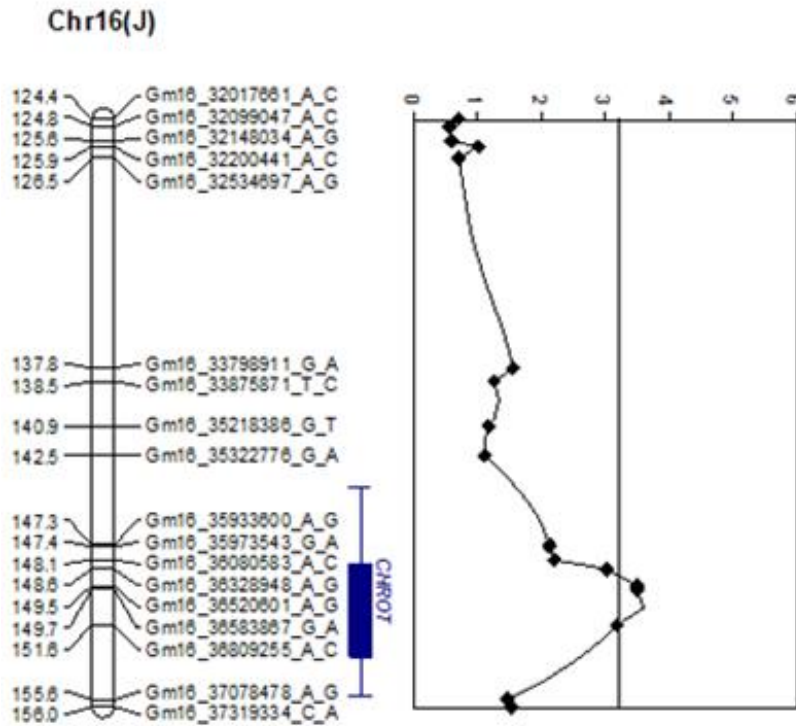 Chr16(J)
0 1 2 3 4 5 6
124.4 Gm16_32017661_A_C
124.8 Gm16_32099047_A_C
125.6 Gm16_32148034_A_G
125.9 Gm16_32200441_A_C
126.5 Gm16_32534697_A_G
137.8 Gm16_33798911_G_A
138.5 Gm16_33875871_T_C
140.9 Gm16_35218386_G_T
142.5 Gm16_35322776_G_A
147.3 Gm16_35933600_A_G
147.4 Gm16_35973543_G_A
148.1 Gm16_36080583_A_C
148.6 Gm16_36328948_A_G
149.5 Gm16_36520601_A_G
149.7 Gm16_36583867_G_A
151.6 Gm16_36809255_A_C
155.6 Gm16_37078478_A_G
156.0 Gm16_37319334_C_A
CHROT